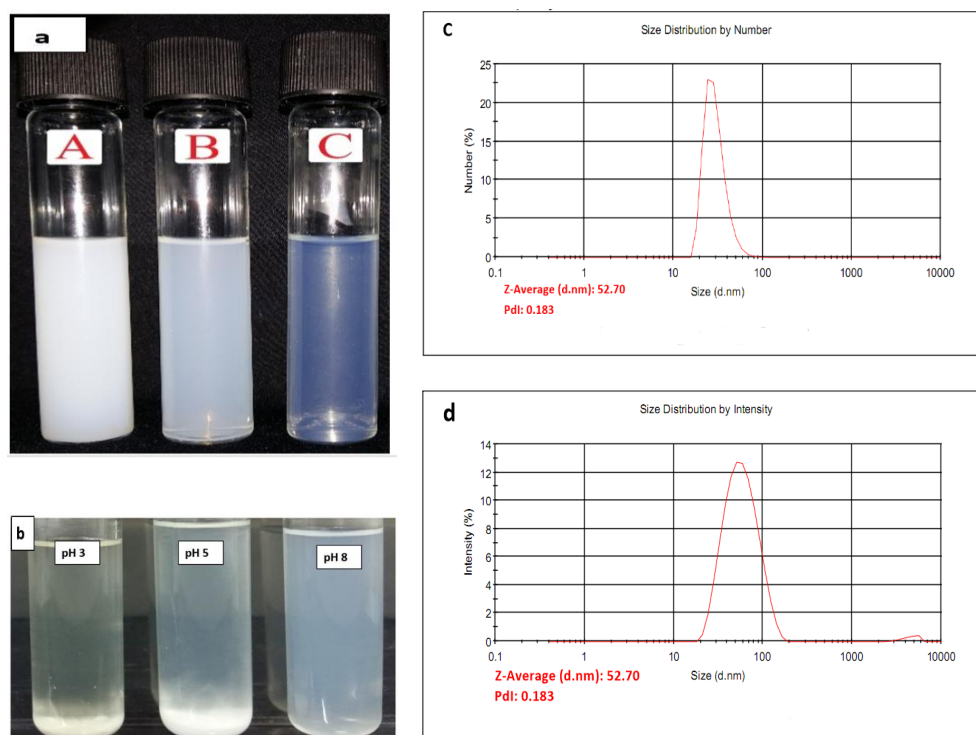 a
A
B
C
b
pH 3
pH 5
pH 8
c
Size Distribution by Number
Number (%)
25
20
15
10
5
0
0.1 1 10 100 1000 10000
Size (d.nm)
Z-Average (d.nm): 52.70
PdI: 0.183
d
Size Distribution by Intensity
Intensity (%)
14
12
10
8
6
4
2
0
0.1 1 10 100 1000 10000
Size (d.nm)
Z-Average (d.nm): 52.70
PdI: 0.183